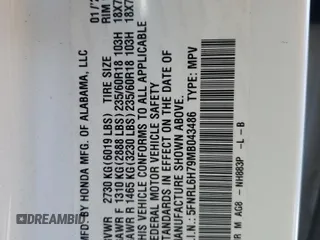 MFD. BY HONDA MFG. OF ALABAMA, LLC 01/
GVWR 2730 KG(6019 LBS) TIRE SIZE RIM
GAWR F 1310 KG(2888 LBS) 235/60R18 103H 18X7
GAWR R 1465 KG(3230 LBS) 235/60R18 103H 18X7
THIS VEHICLE CONFORMS TO ALL APPLICABLE
FEDERAL MOTOR VEHICLE SAFETY
STANDARDS IN EFFECT ON THE DATE OF
MANUFACTURE SHOWN ABOVE.
5FNRL6H79MB043486 TYPE: MPV
R M AGB - NH883P -L -B
DREAMBID